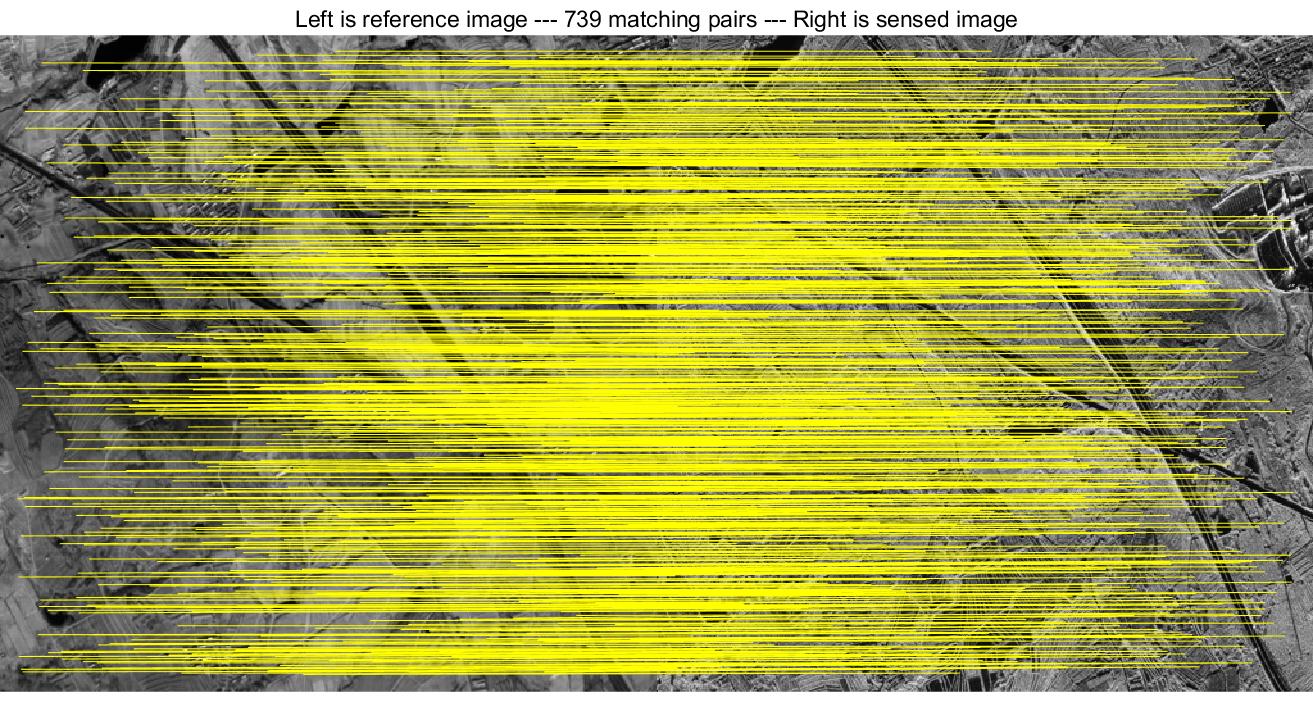 Left is reference image --- 739 matching pairs --- Right is sensed image